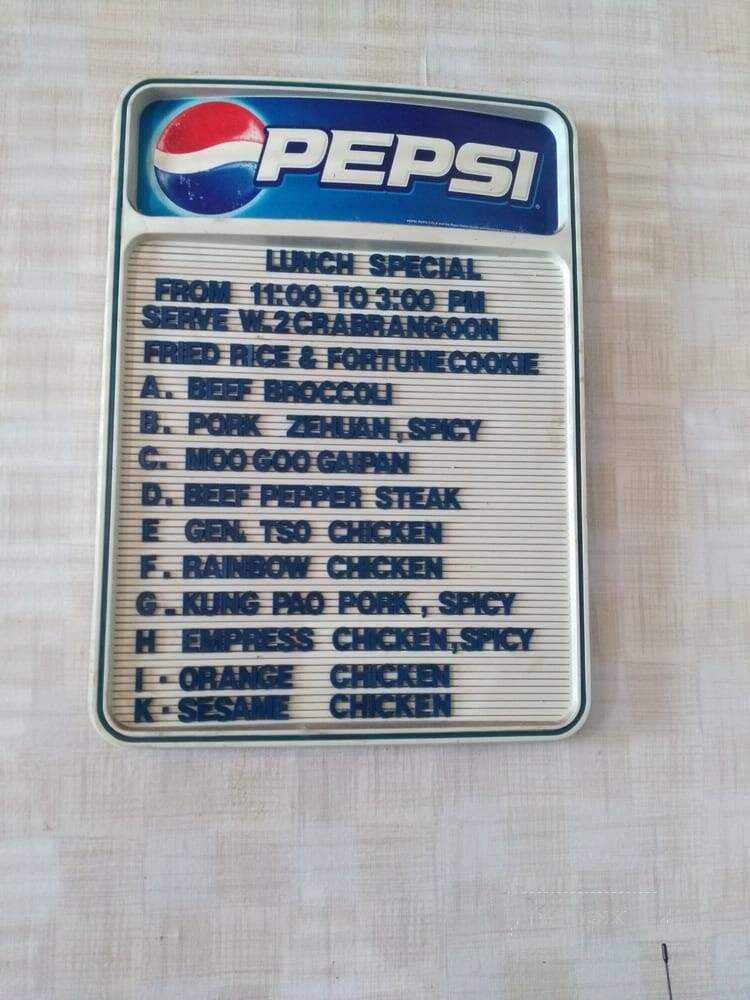 PEPSI
LUNCH SPECIAL
FROM 11:00 TO 3:00 PM
SERVE W.2 CRABRANGOON
FRIED RICE & FORTUNE COOKIE
A. BEEF BROCCOLI
B. PORK ZEHUAN, SPICY
C. MOO GOO GAIPAN
D. BEEF PEPPER STEAK
E GEN. TSO CHICKEN
F. RAINBOW CHICKEN
G. KUNG PAO PORK, SPICY
H EMPRESS CHICKEN, SPICY
I. ORANGE CHICKEN
K. SESAME CHICKEN